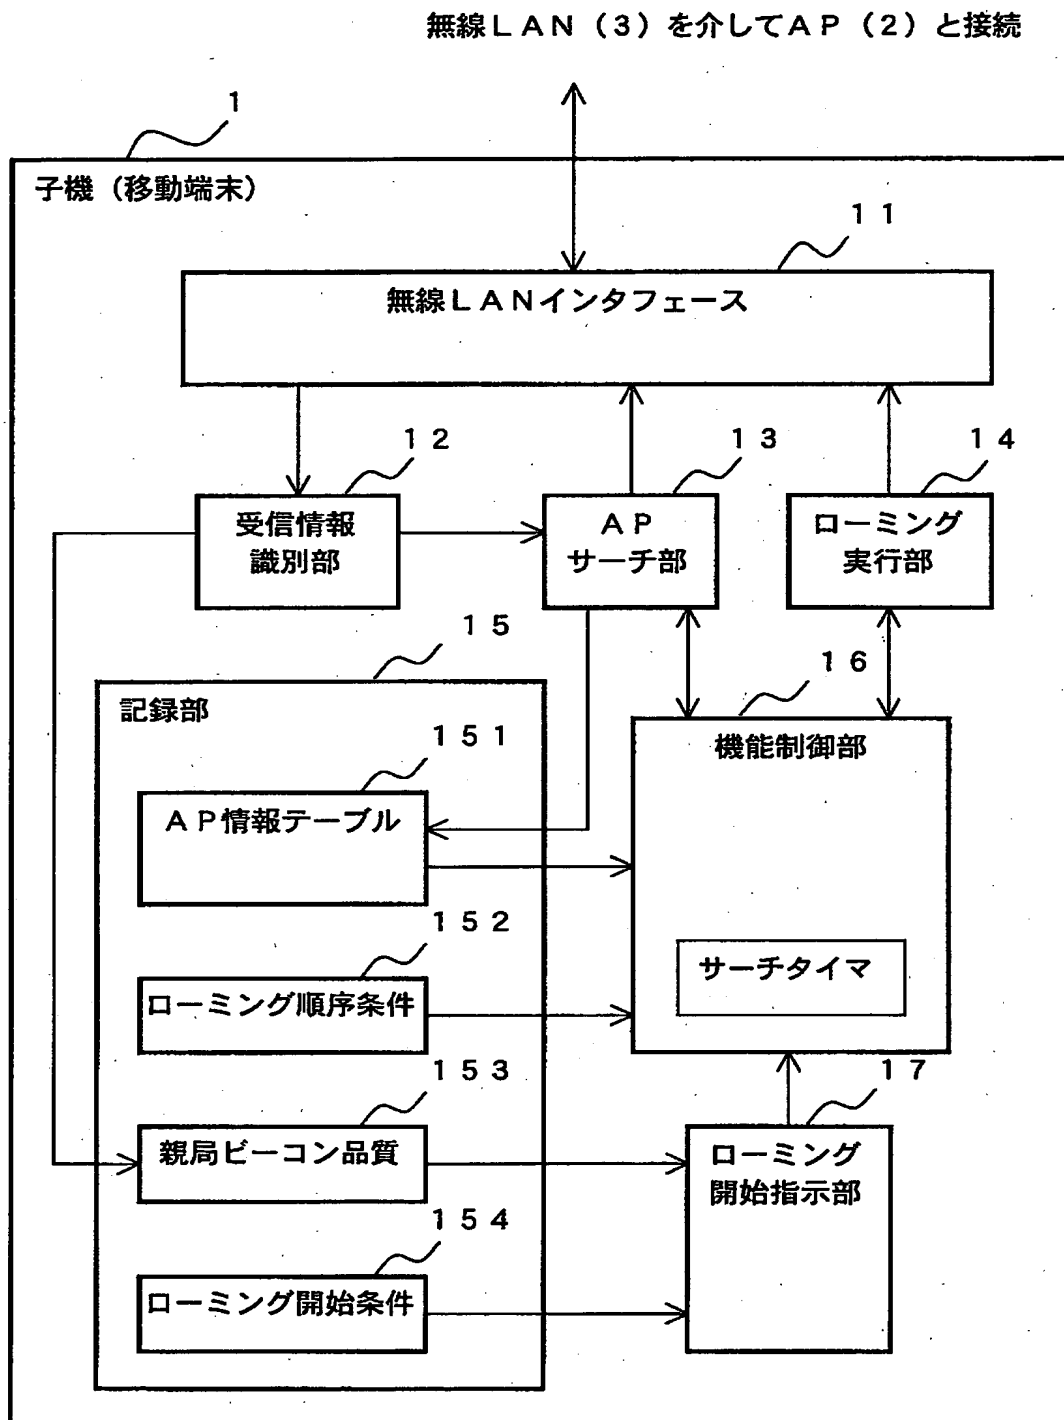 無線LAN(3)を介してAP(2)と接続
1
子機(移動端末)
11
無線LANインタフェース
12
13
14
受信情報
識別部
AP
サーチ部
ローミング
実行部
15
16
記録部
機能制御部
151
AP情報テーブル
152
サーチタイマ
ローミング順序条件
153
17
親局ビーコン品質
ローミング
開始指示部
154
ローミング開始条件